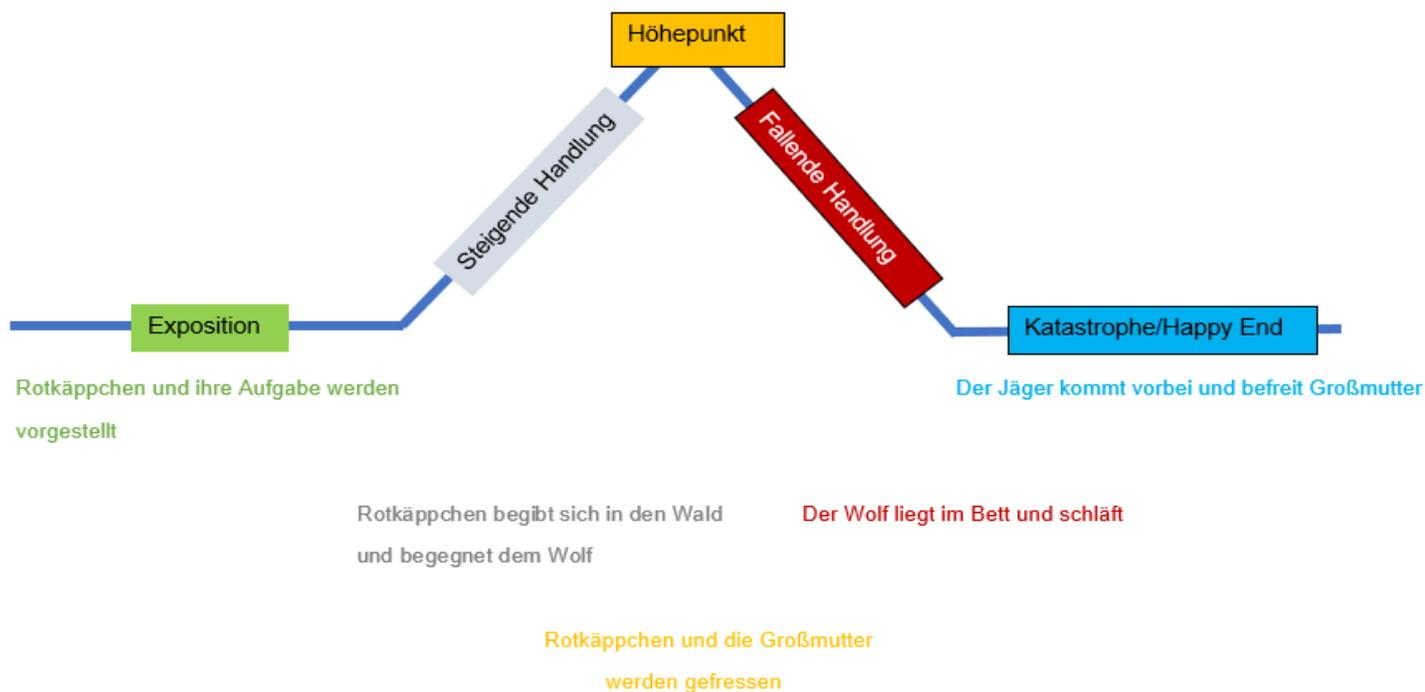 Höhepunkt
Steigende Handlung
Fallende Handlung
Exposition
Katastrophe/Happy End
Rotkäppchen und ihre Aufgabe werden
vorgestellt
Der Jäger kommt vorbei und befreit Großmutter
Rotkäppchen begibt sich in den Wald
und begegnet dem Wolf
Der Wolf liegt im Bett und schläft
Rotkäppchen und die Großmutter
werden gefressen